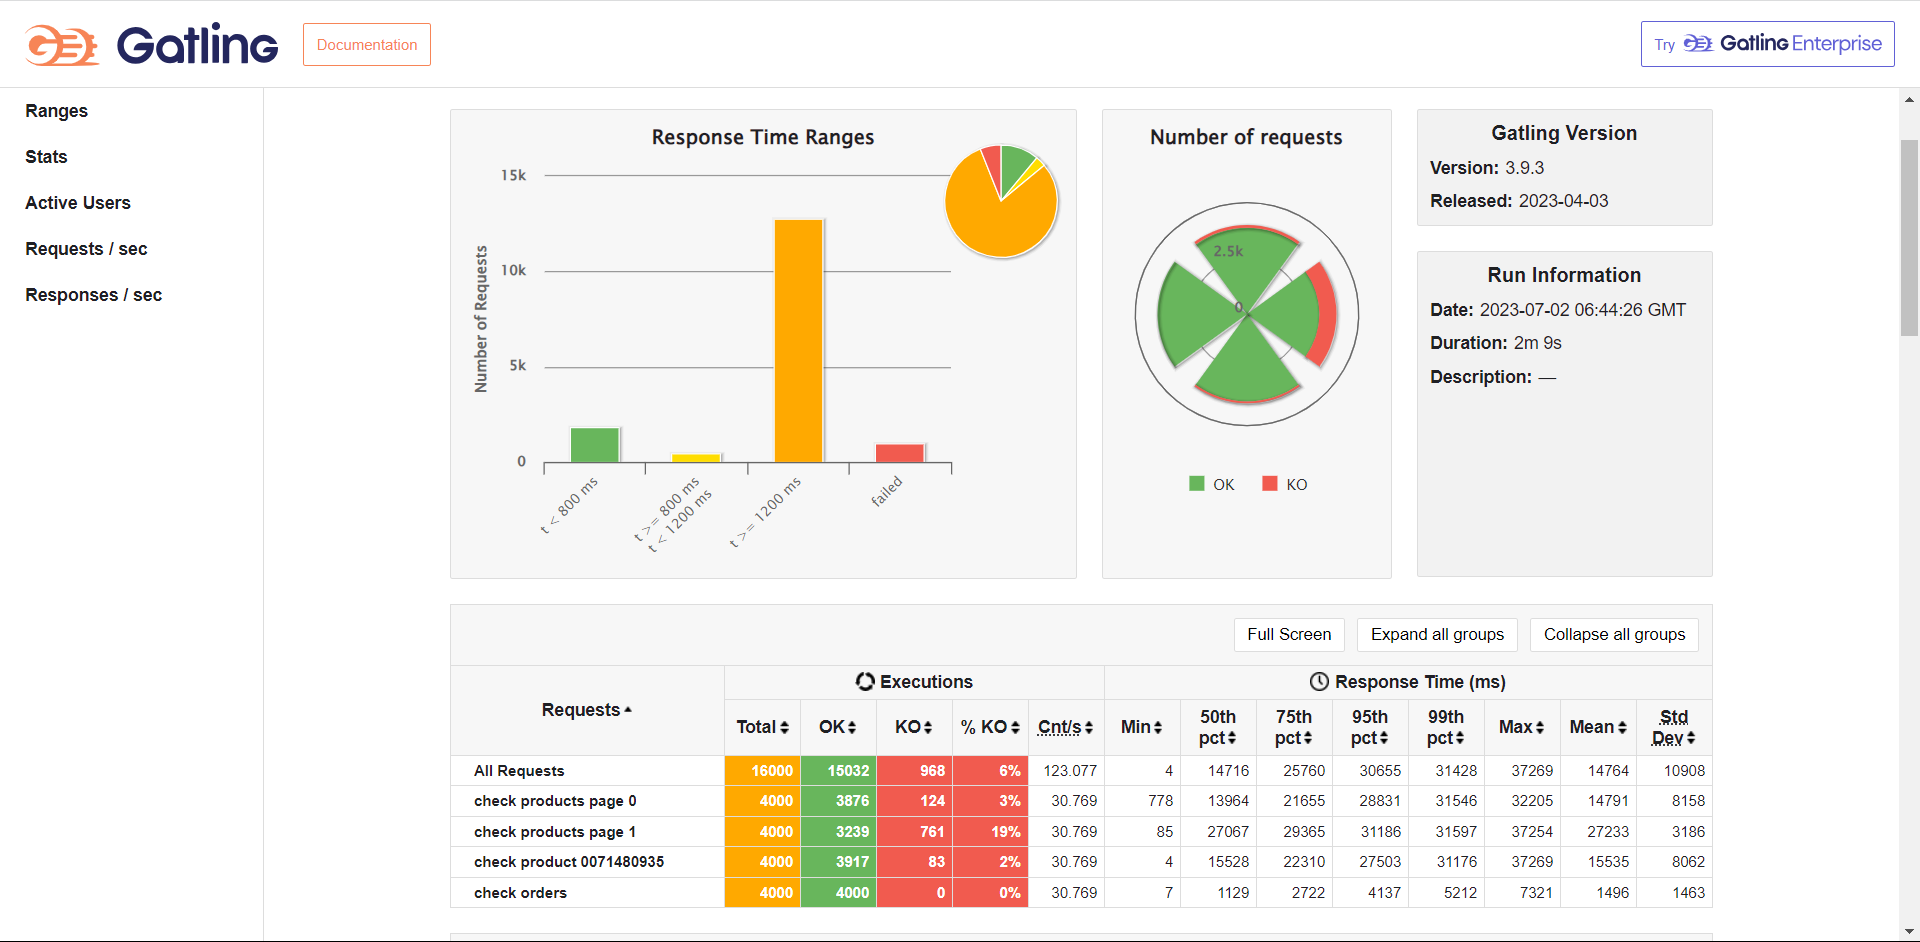 Gatling
Documentation
Try Gatling Enterprise
Ranges
Stats
Active Users
Requests / sec
Responses / sec
Response Time Ranges
Number of Requests
15k
10k
5k
0
t < 800 ms
t >= 800 ms
t < 1200 ms
t >= 1200 ms
failed
Number of requests
2.5k
0
OK KO
Gatling Version
Version: 3.9.3
Released: 2023-04-03
Run Information
Date: 2023-07-02 06:44:26 GMT
Duration: 2m 9s
Description: —
Full Screen Expand all groups Collapse all groups
Requests Executions Response Time (ms)
Total OK KO % KO Cnt/s Min 50th pct 75th pct 95th pct 99th pct Max Mean Std Dev
All Requests 16000 15032 968 6% 123.077 4 14716 25760 30655 31428 37269 14764 10908
check products page 0 4000 3876 124 3% 30.769 778 13964 21655 28831 31546 32205 14791 8158
check products page 1 4000 3239 761 19% 30.769 85 27067 29365 31186 31597 37254 27233 3186
check product 0071480935 4000 3917 83 2% 30.769 4 15528 22310 27503 31176 37269 15535 8062
check orders 4000 4000 0 0% 30.769 7 1129 2722 4137 5212 7321 1496 1463